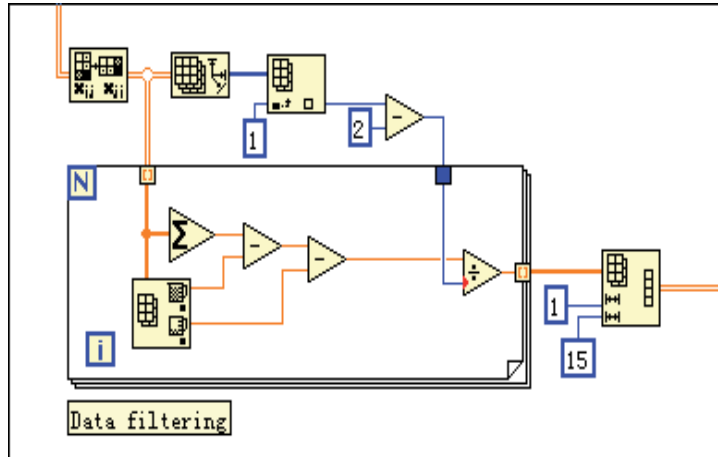 x i,j x i,j
1
2
N
Σ
-
-
-
÷
i
1
15
Data filtering